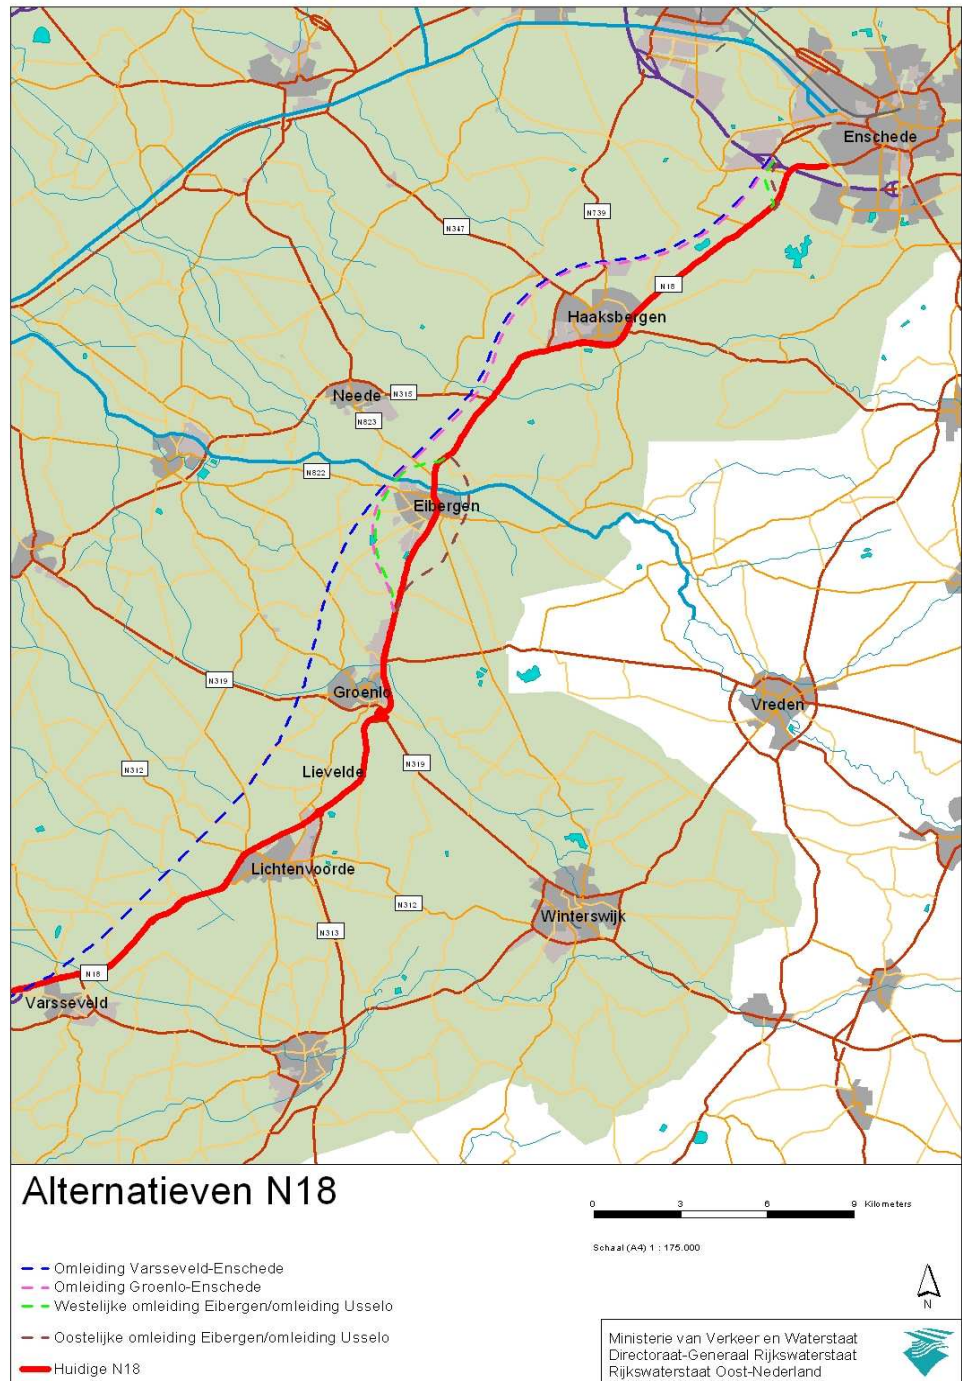 Enschede
N739
N347
N18
Haaksbergen
Neede
N315
N823
N822
Eibergen
N319
Groenlo
Vreden
Lievelde
N319
N312
Lichtenvoorde
N312
Winterswijk
N313
N18
Varsseveld
Alternatieven N18
0 3 6 9 Kilometers
Schaal (A4) 1 : 175.000
Omleiding Varsseveld-Enschede
Omleiding Groenlo-Enschede
Westelijke omleiding Eibergen/omleiding Usselo
Oostelijke omleiding Eibergen/omleiding Usselo
Huidige N18
N
Ministerie van Verkeer en Waterstaat
Directoraat-Generaal Rijkswaterstaat
Rijkswaterstaat Oost-Nederland